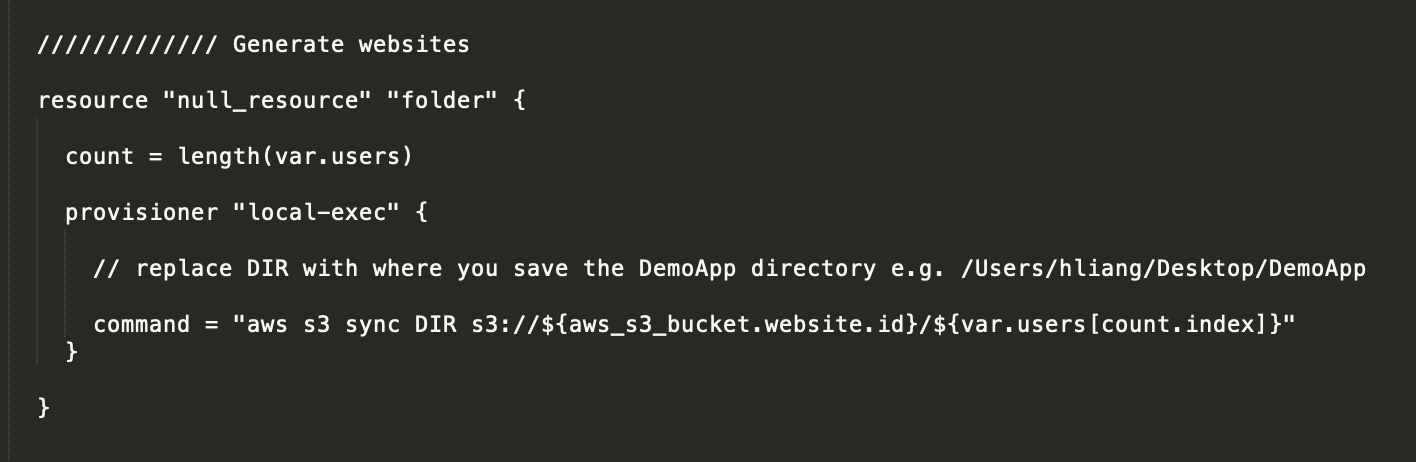 ///////////// Generate websites
resource "null_resource" "folder" {
count = length(var.users)
provisioner "local-exec" {
// replace DIR with where you save the DemoApp directory e.g. /Users/hliang/Desktop/DemoApp
command = "aws s3 sync DIR s3://${aws_s3_bucket.website.id}/${var.users[count.index]}"
}
}